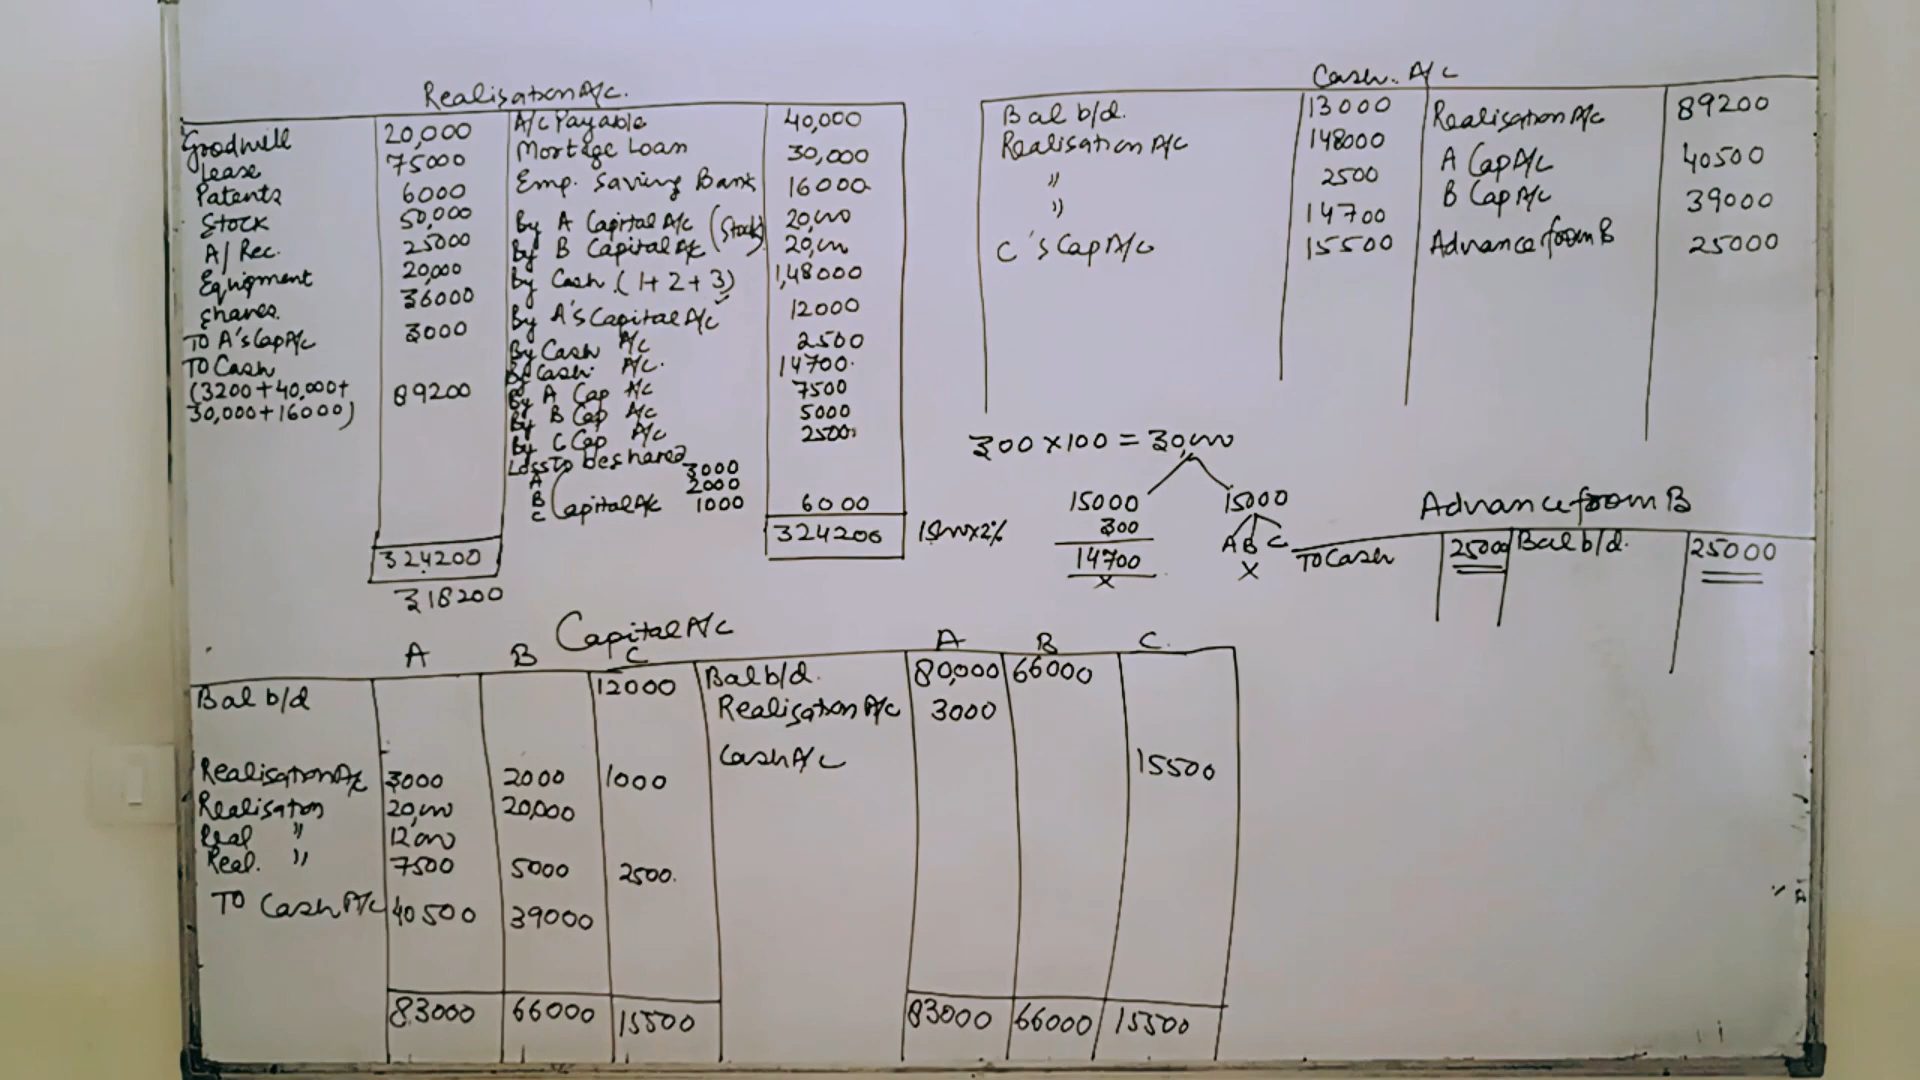 Realisation A/c.
Goodwill 20,000 A/c Payable 40,000
Lease 75000 Mortage Loan 30,000
Patents 6000 Emp. Saving Bank 16000
Stock 50,000 By A Capital A/c (Stock) 20,000
A/Rec. 25000 By B Capital A/c 20,000
Equipment 20,000 By Cash (1+2+3) 1,48000
Shares 36000 By A's Capital A/c 12000
To A's Cap A/c 3000 By Cash A/c 2500
To Cash By Cash A/c. 14700
(3200+40,000+ 89200 By A Cap A/c 7500
30,000+16000) By B Cap A/c 5000
By C Cap A/c 2500
Loss to be shared
A 3000
B Capital A/c 2000
C 1000 6000
324200 324200
318200
Cash A/c
Bal b/d. 13000 Realisation A/c 89200
Realisation A/c 148000 A Cap A/c 40500
" 2500 B Cap A/c 39000
" 14700
C's Cap A/c 15500 Advance from B 25000
300 x 100 = 30,000
15000 15000
300 A B C
14700 X
X
15000x2%
Advance from B
To Cash 25000 Bal b/d. 25000
Capital A/c
A B C A B C.
Bal b/d 12000 Bal b/d. 80,000 66000
Realisation A/c 3000
Cash A/c 15500
Realisation A/c 3000 2000 1000
Realisation 20,000 20,000
Real " 12000
Real. " 7500 5000 2500.
To Cash A/c 40500 39000
83000 66000 15500 83000 66000 15500